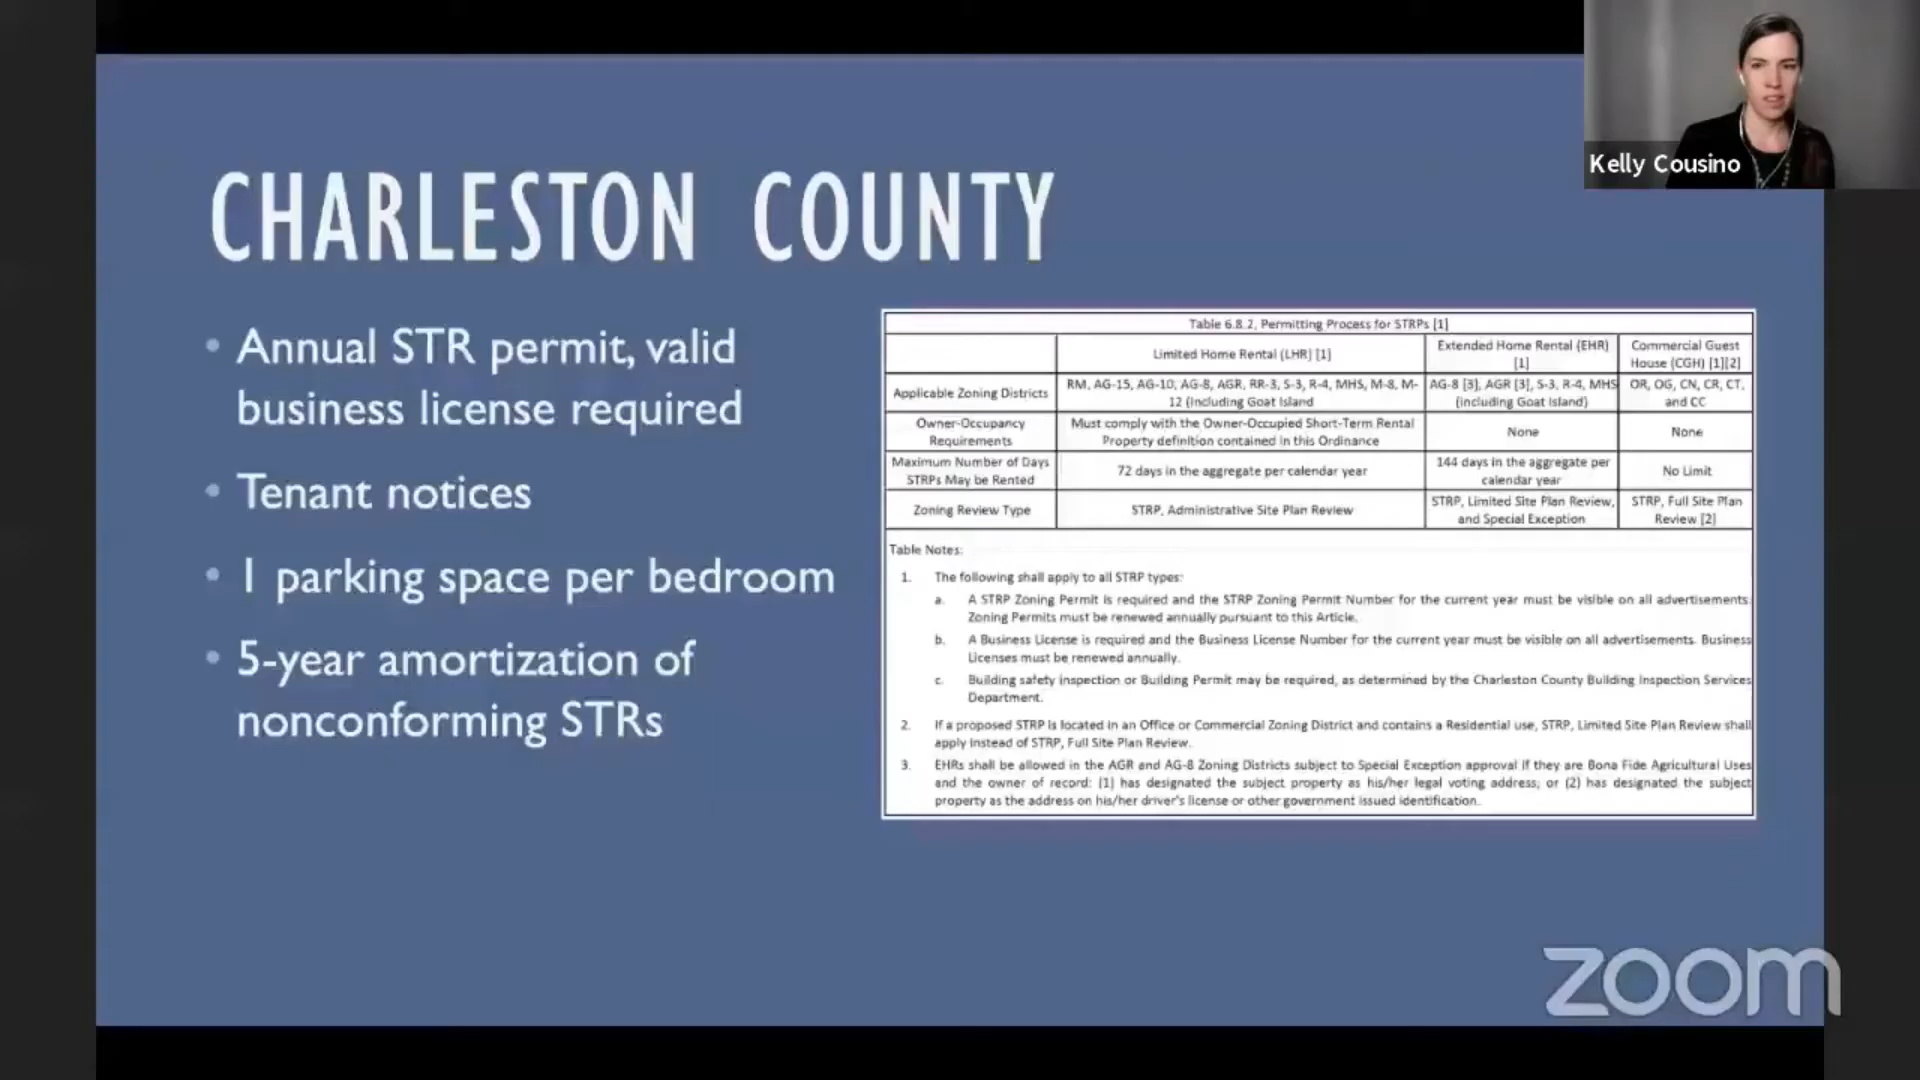 Kelly Cousino
CHARLESTON COUNTY
• Annual STR permit, valid
business license required
• Tenant notices
• 1 parking space per bedroom
• 5-year amortization of
nonconforming STRs
Table 6.8.2, Permitting Process for STRPs [1]
Limited Home Rental (LHR) [1]
Extended Home Rental (EHR)
[1]
Commercial Guest
House (CGH) [1][2]
Applicable Zoning Districts
RM, AG-15, AG-10, AG-8, AGR, RR-3, S-3, R-4, MHS, M-8, M-
12 (Including Goat Island
AG-8 [3], AGR [3], S-3, R-4, MHS
(including Goat Island)
OR, OG, CN, CR, CT,
and CC
Owner-Occupancy
Requirements
Must comply with the Owner-Occupied Short-Term Rental
Property definition contained in this Ordinance
None
None
Maximum Number of Days
STRPs May be Rented
72 days in the aggregate per calendar year
144 days in the aggregate per
calendar year
No Limit
Zoning Review Type
STRP, Administrative Site Plan Review
STRP, Limited Site Plan Review,
and Special Exception
STRP, Full Site Plan
Review [2]
Table Notes:
1. The following shall apply to all STRP types:
a. A STRP Zoning Permit is required and the STRP Zoning Permit Number for the current year must be visible on all advertisements.
Zoning Permits must be renewed annually pursuant to this Article.
b. A Business License is required and the Business License Number for the current year must be visible on all advertisements. Business
Licenses must be renewed annually.
c. Building safety inspection or Building Permit may be required, as determined by the Charleston County Building Inspection Services
Department.
2. If a proposed STRP is located in an Office or Commercial Zoning District and contains a Residential use, STRP, Limited Site Plan Review shall
apply instead of STRP, Full Site Plan Review.
3. EHRs shall be allowed in the AGR and AG-8 Zoning Districts subject to Special Exception approval if they are Bona Fide Agricultural Uses
and the owner of record: (1) has designated the subject property as his/her legal voting address; or (2) has designated the subject
property as the address on his/her driver's license or other government issued identification.
zoom